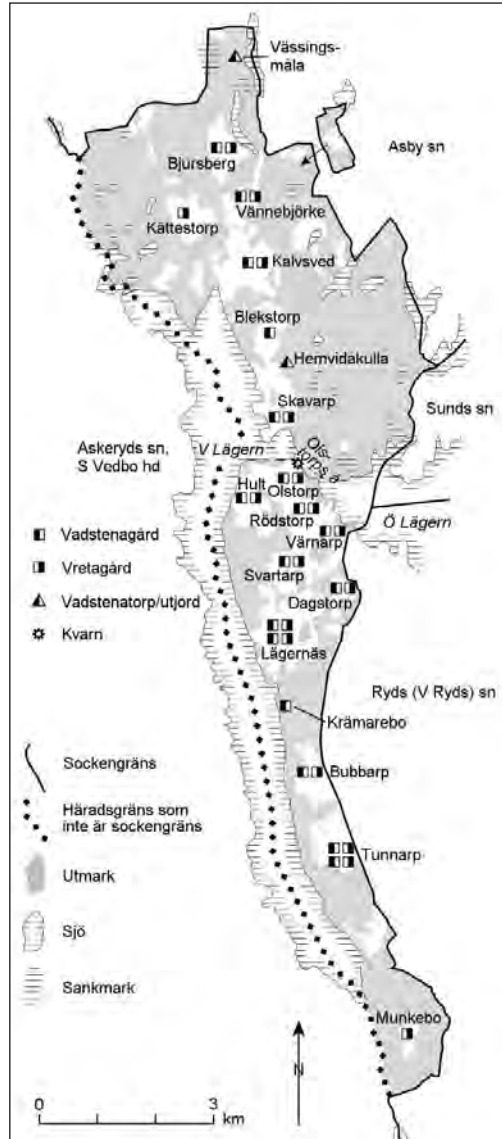 Vässings-
måla
Asby sn
Bjursberg
Vännebjörke
Kättestorp
Kalvsved
Blekstorp
Hemvidakulla
Skavarp
Sunds sn
Askeryds sn,
S Vedbo hd
V Lägern
Olstorps å
Hult
Olstorp
Ö Lägern
Rödstorp
Värnarp
Vadstenagård
Svartarp
Vretagård
Dagstorp
Vadstenatorp/utjord
Kvarn
Lägernäs
Ryds (V Ryds) sn
Krämarebo
Sockengräns
Bubbarp
Häradsgräns som
inte är sockengräns
Tunnarp
Utmark
Sjö
Sankmark
Munkebo
N
0 3
km